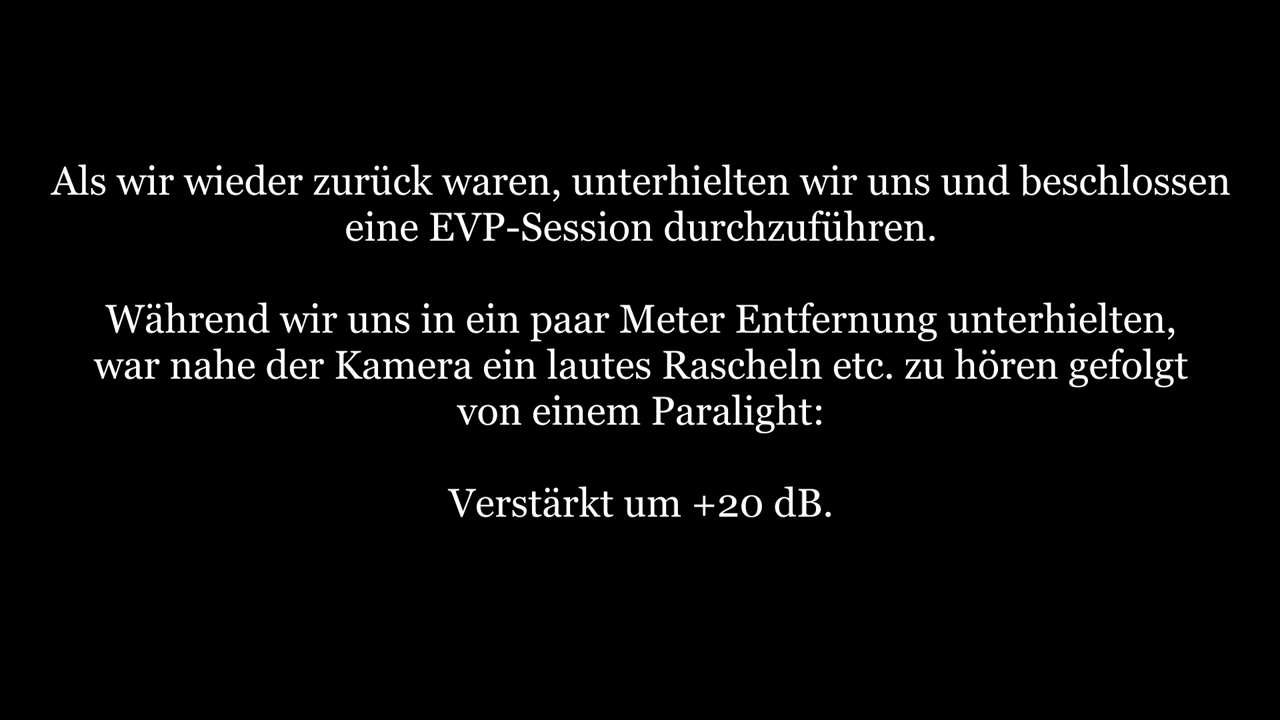 Als wir wieder zurück waren, unterhielten wir uns und beschlossen
eine EVP-Session durchzuführen.
Während wir uns in ein paar Meter Entfernung unterhielten,
war nahe der Kamera ein lautes Rascheln etc. zu hören gefolgt
von einem Paralight:
Verstärkt um +20 dB.